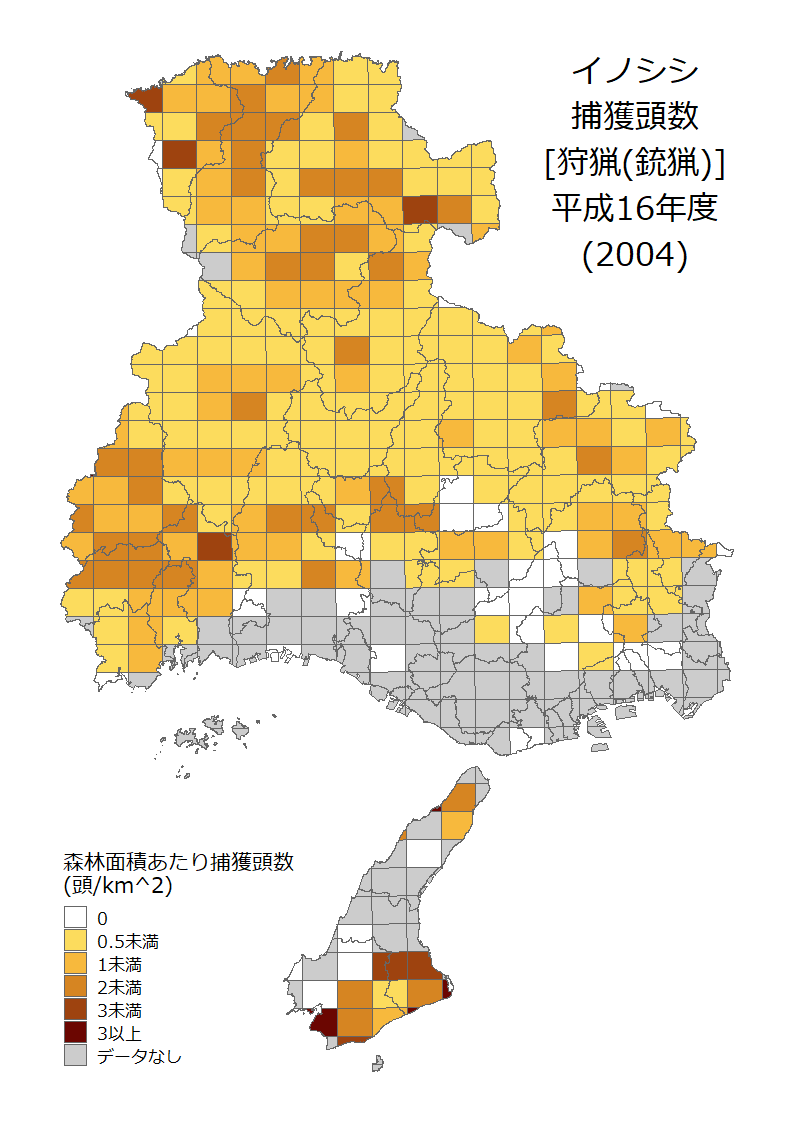 イノシシ
捕獲頭数
[狩猟(銃猟)]
平成16年度
(2004)
森林面積あたり捕獲頭数
(頭/km^2)
0
0.5未満
1未満
2未満
3未満
3以上
データなし